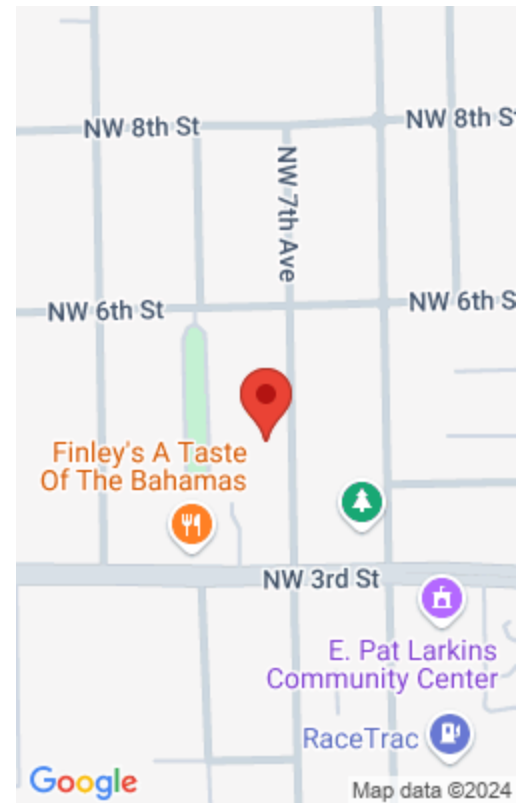 NW 8th St
NW 8th S
NW 7th Ave
NW 6th St
NW 6th S
Finley's A Taste
Of The Bahamas
NW 3rd St
E. Pat Larkins
Community Center
RaceTrac
Google
Map data ©2024